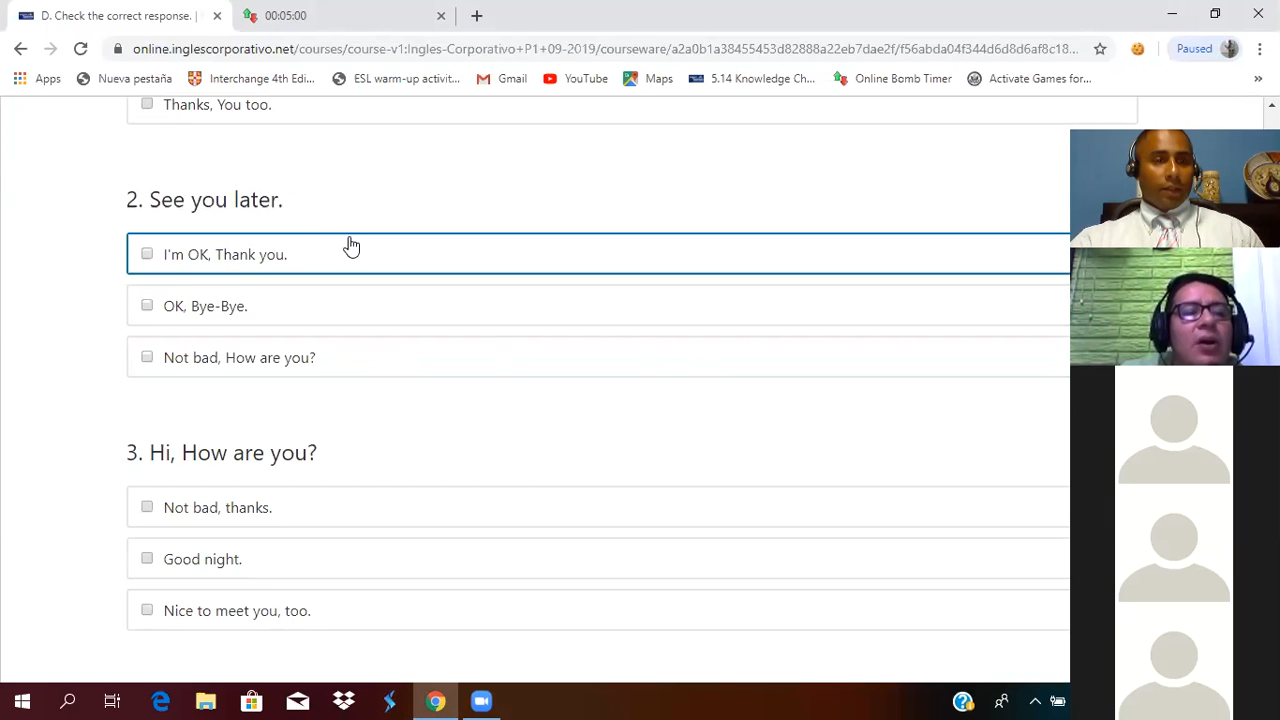 D. Check the correct response. |
00:05:00
online.inglescorporativo.net/courses/course-v1:Ingles-Corporativo+P1+09-2019/courseware/a2a0b1a38455453d82888b22eb7dae2f/f56abda04f344d6d8d6af8c18...
Paused
Apps
Nueva pestaña
Interchange 4th Edi...
ESL warm-up activit...
Gmail
YouTube
Maps
5.14 Knowledge Ch...
Online Bomb Timer
Activate Games for...
Thanks, You too.
2. See you later.
I'm OK, Thank you.
OK, Bye-Bye.
Not bad, How are you?
3. Hi, How are you?
Not bad, thanks.
Good night.
Nice to meet you, too.